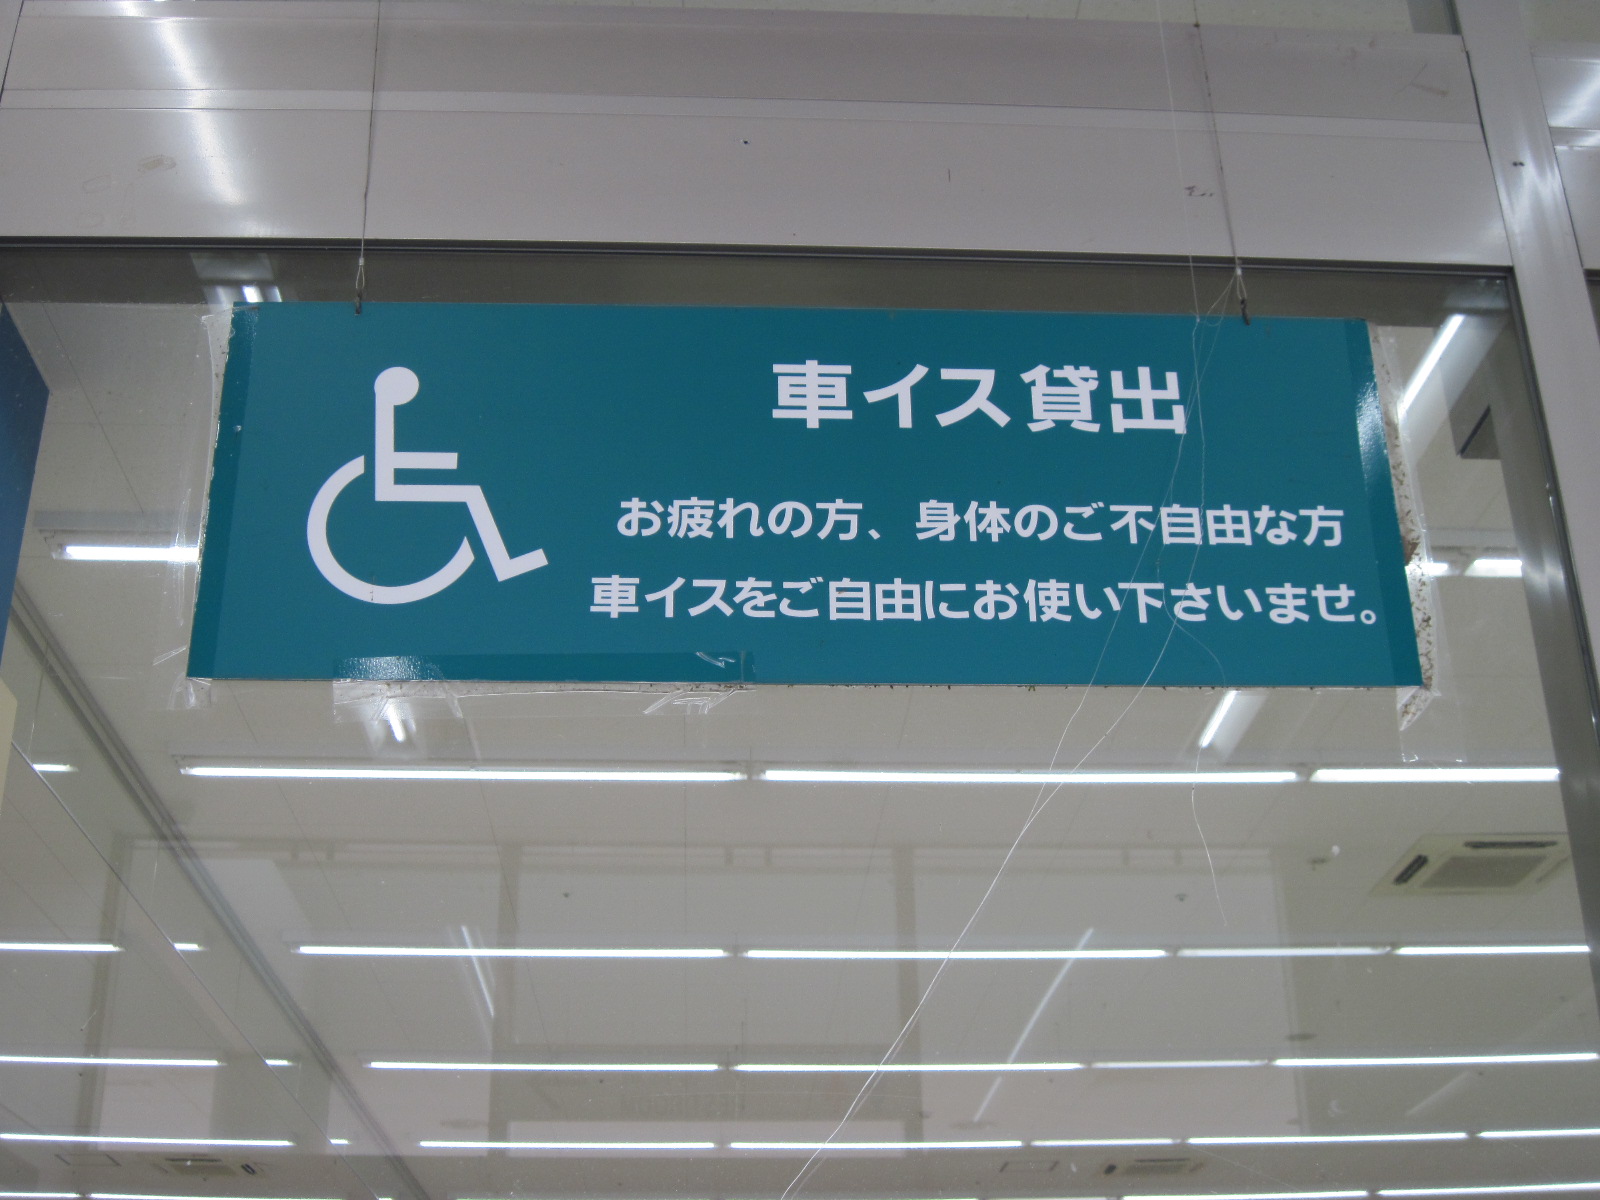 車イス貸出
お疲れの方、身体のご不自由な方
車イスをご自由にお使い下さいませ。